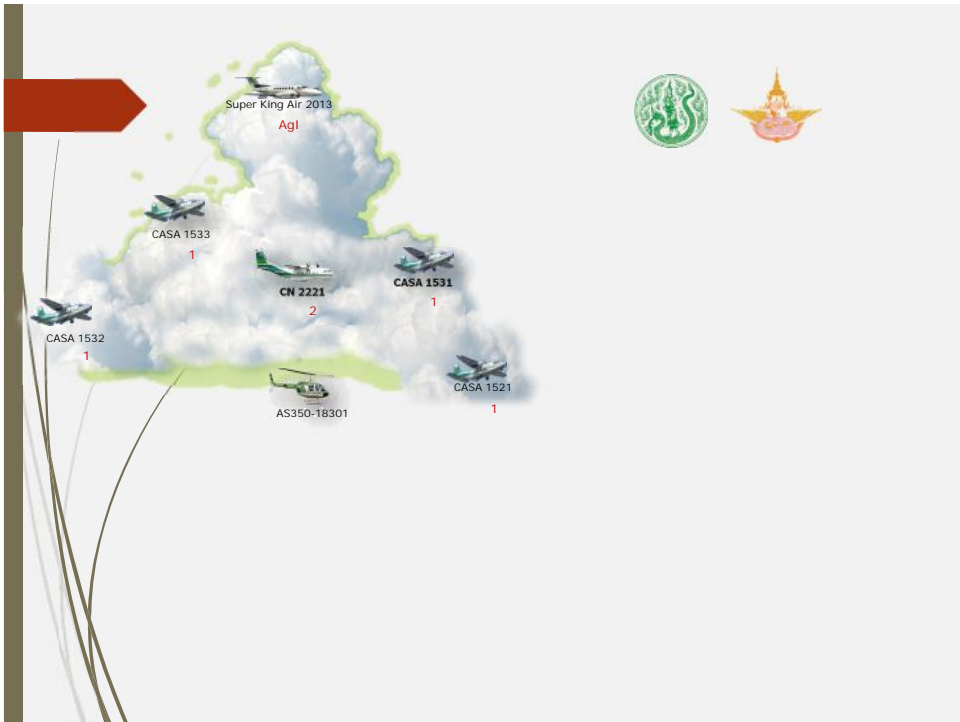 Super King Air 2013
AgI
CASA 1533
1
CN 2221
2
CASA 1531
1
CASA 1532
1
CASA 1521
1
AS350-18301